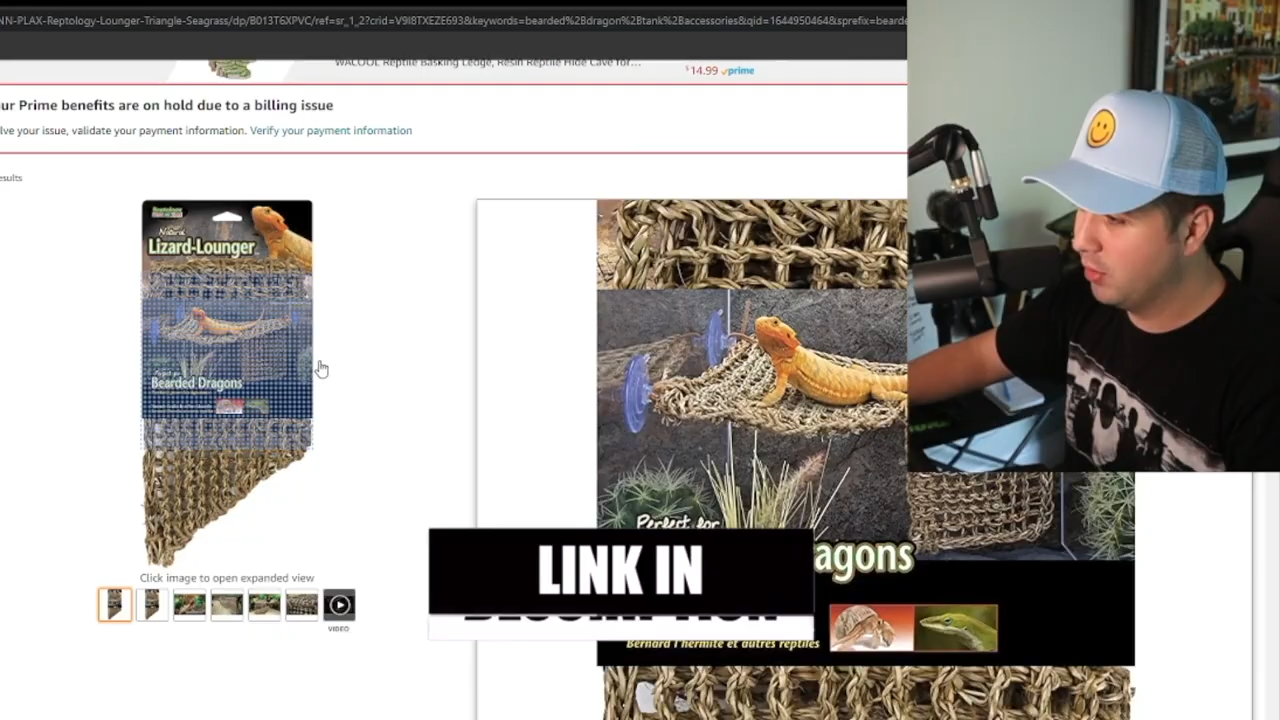 NN-PLAX-Reptology-Lounger-Triangle-Seagrass/dp/B013T6XPVC/ref=sr_1_2?crid=V9I8TXEZE693&keywords=bearded%2Bdragon%2Btank%2Baccessories&qid=1644950464&sprefix=bearde
WACOOL Reptile Basking Ledge, Resin Reptile Hide Cave for...
$14.99 prime
ur Prime benefits are on hold due to a billing issue
lve your issue, validate your payment information. Verify your payment information
esults
Natural
Lizard-Lounger
Perfect for
Bearded Dragons
Click image to open expanded view
VIDEO
Perfect for
agons
LINK IN
DESCRIPTION
Bernard l'hermite et autres reptiles